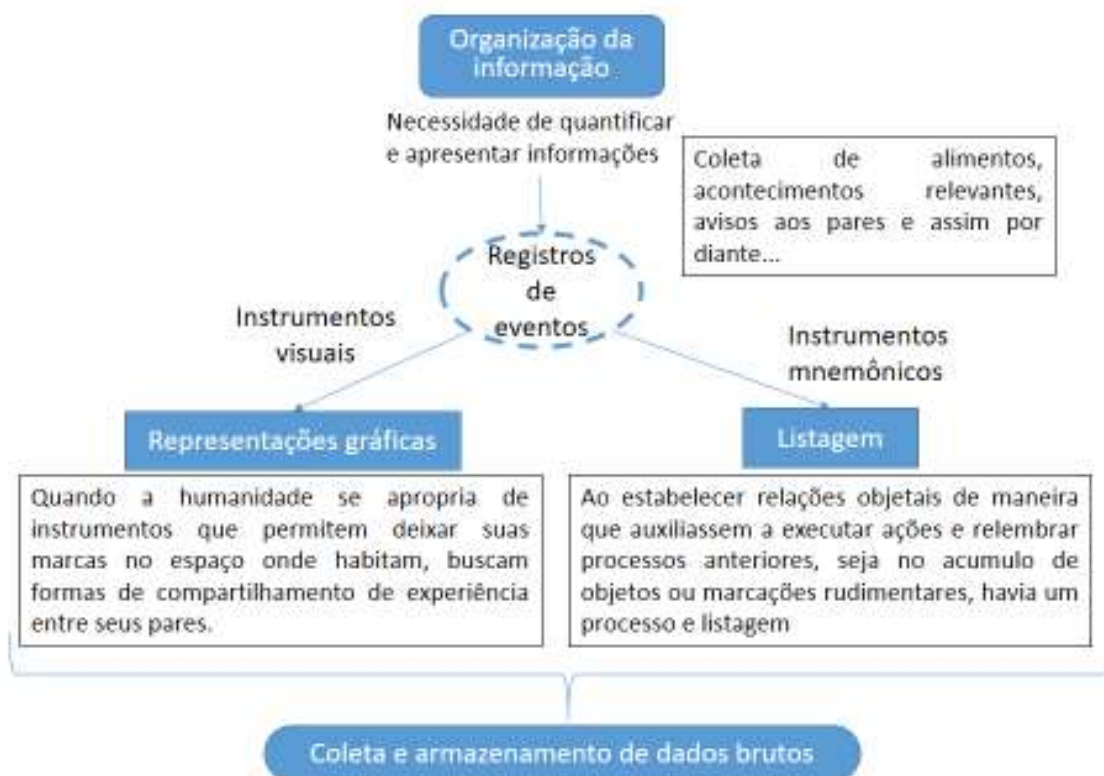 Organização da
informação
Necessidade de quantificar
e apresentar informações
Coleta de alimentos,
acontecimentos relevantes,
avisos aos pares e assim por
diante...
Registros
de
eventos
Instrumentos
visuais
Instrumentos
mnemônicos
Representações gráficas
Quando a humanidade se apropria de
instrumentos que permitem deixar suas
marcas no espaço onde habitam, buscam
formas de compartilhamento de experiência
entre seus pares.
Listagem
Ao estabelecer relações objetais de maneira
que auxiliassem a executar ações e relembrar
processos anteriores, seja no acumulo de
objetos ou marcações rudimentares, havia um
processo e listagem
Coleta e armazenamento de dados brutos